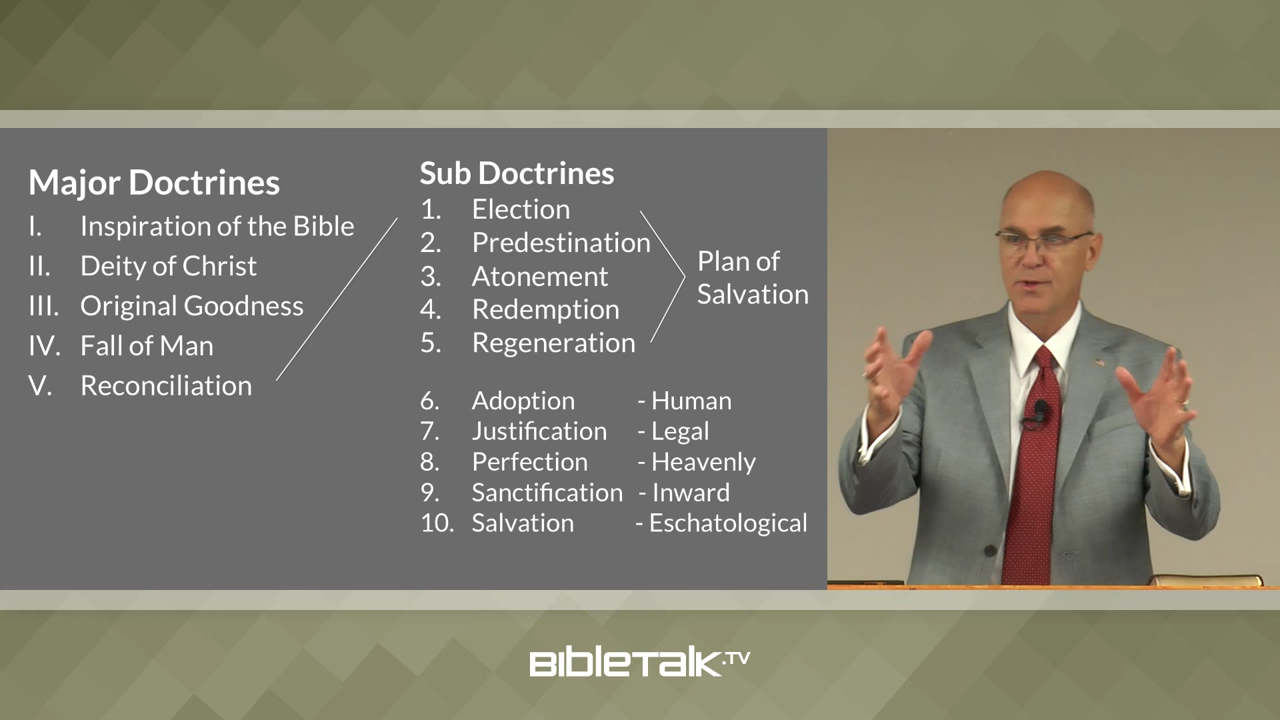 Major Doctrines
I. Inspiration of the Bible
II. Deity of Christ
III. Original Goodness
IV. Fall of Man
V. Reconciliation
Sub Doctrines
1. Election
2. Predestination
3. Atonement
4. Redemption
5. Regeneration
Plan of
Salvation
6. Adoption - Human
7. Justification - Legal
8. Perfection - Heavenly
9. Sanctification - Inward
10. Salvation - Eschatological
BibleTalk.TV